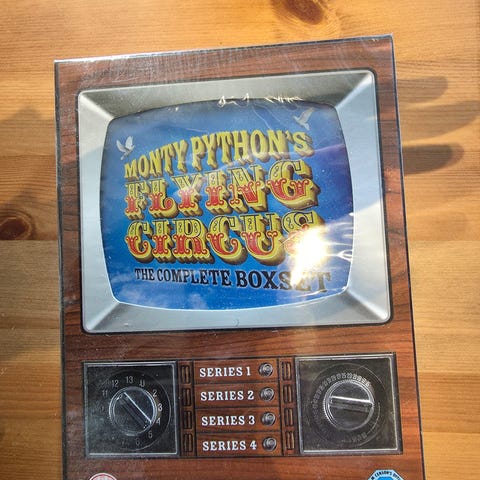 MONTY PYTHON'S
FLYING
CIRCUS
THE COMPLETE BOXSET
SERIES 1
SERIES 2
SERIES 3
SERIES 4